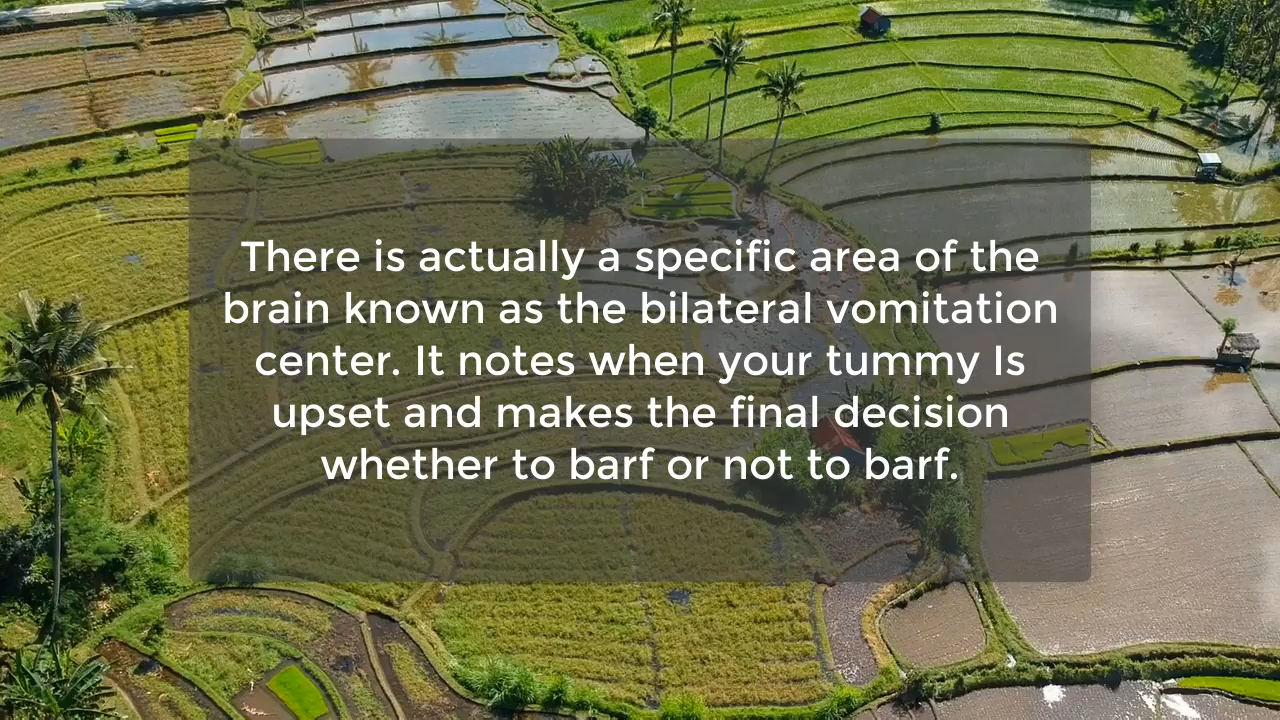 There is actually a specific area of the
brain known as the bilateral vomitation
center. It notes when your tummy Is
upset and makes the final decision
whether to barf or not to barf.